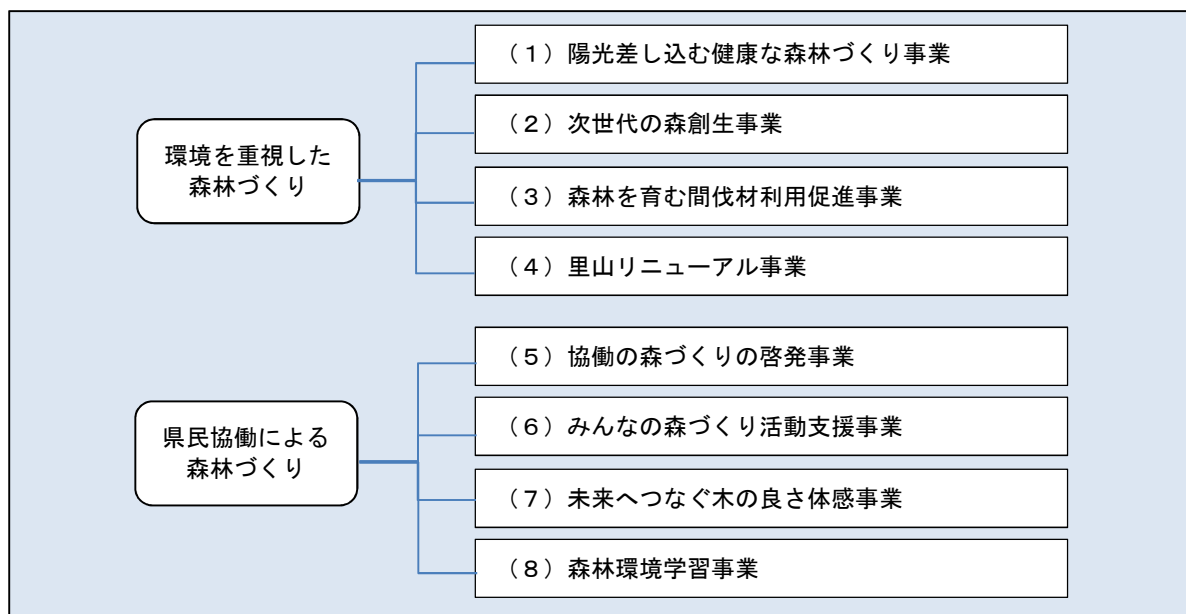 環境を重視した
森林づくり
（１）陽光差し込む健康な森林づくり事業
（２）次世代の森創生事業
（３）森林を育む間伐材利用促進事業
（４）里山リニューアル事業
県民協働による
森林づくり
（５）協働の森づくりの啓発事業
（６）みんなの森づくり活動支援事業
（７）未来へつなぐ木の良さ体感事業
（８）森林環境学習事業